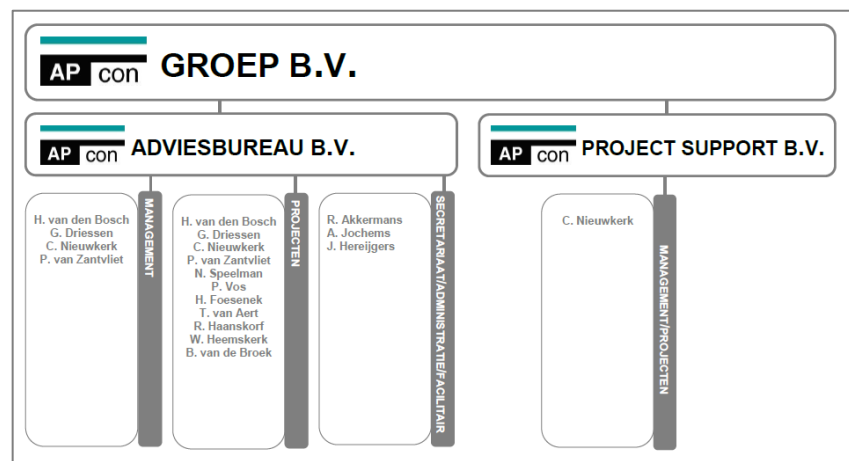 AP con GROEP B.V.
AP con ADVIESBUREAU B.V.
AP con PROJECT SUPPORT B.V.
H. van den Bosch
G. Driessen
C. Nieuwkerk
P. van Zantvliet
MANAGEMENT
H. van den Bosch
G. Driessen
C. Nieuwkerk
P. van Zantvliet
N. Speelman
P. Vos
H. Foesenek
T. van Aert
R. Haanskorf
W. Heemskerk
B. van de Broek
PROJECTEN
R. Akkermans
A. Jochems
J. Hereijgers
SECRETARIAAT/ADMINISTRATIE/FACILITAIR
C. Nieuwkerk
MANAGEMENT/PROJECTEN